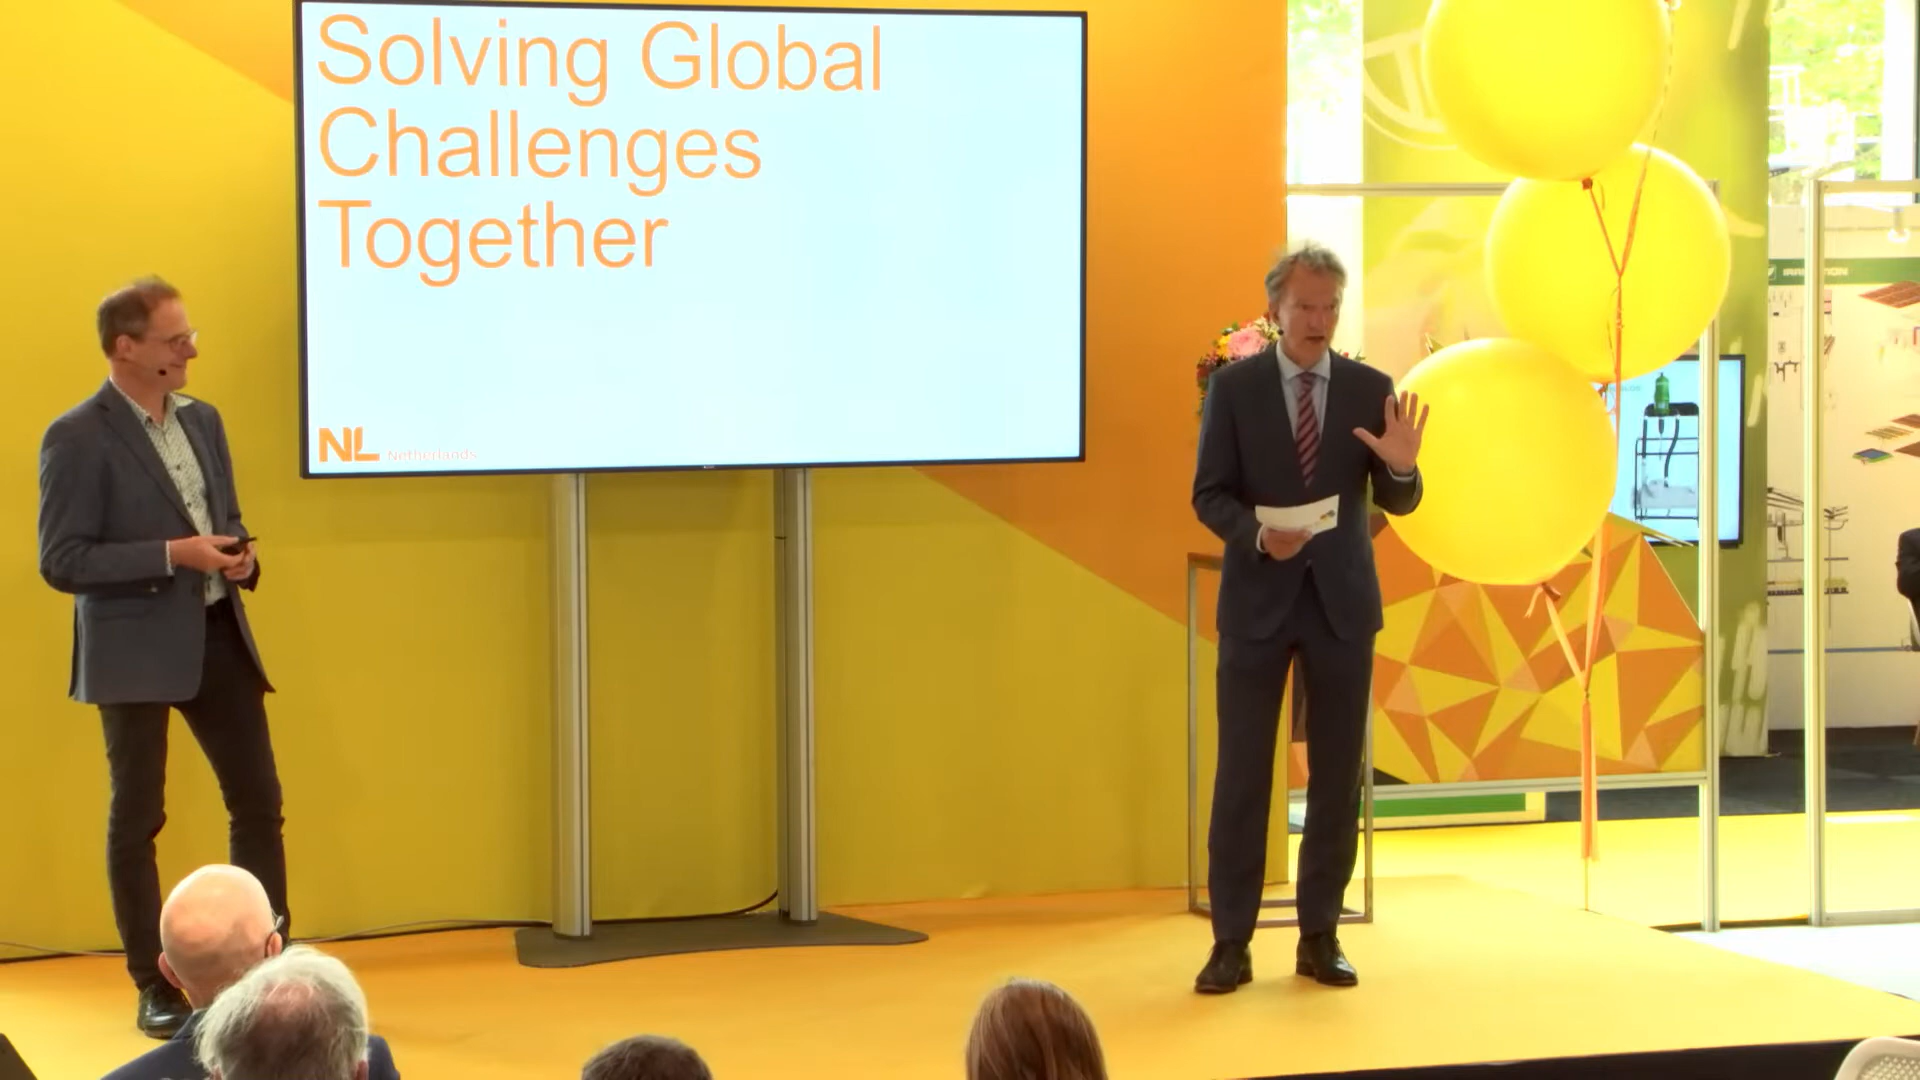 Solving Global
Challenges
Together
NL Netherlands